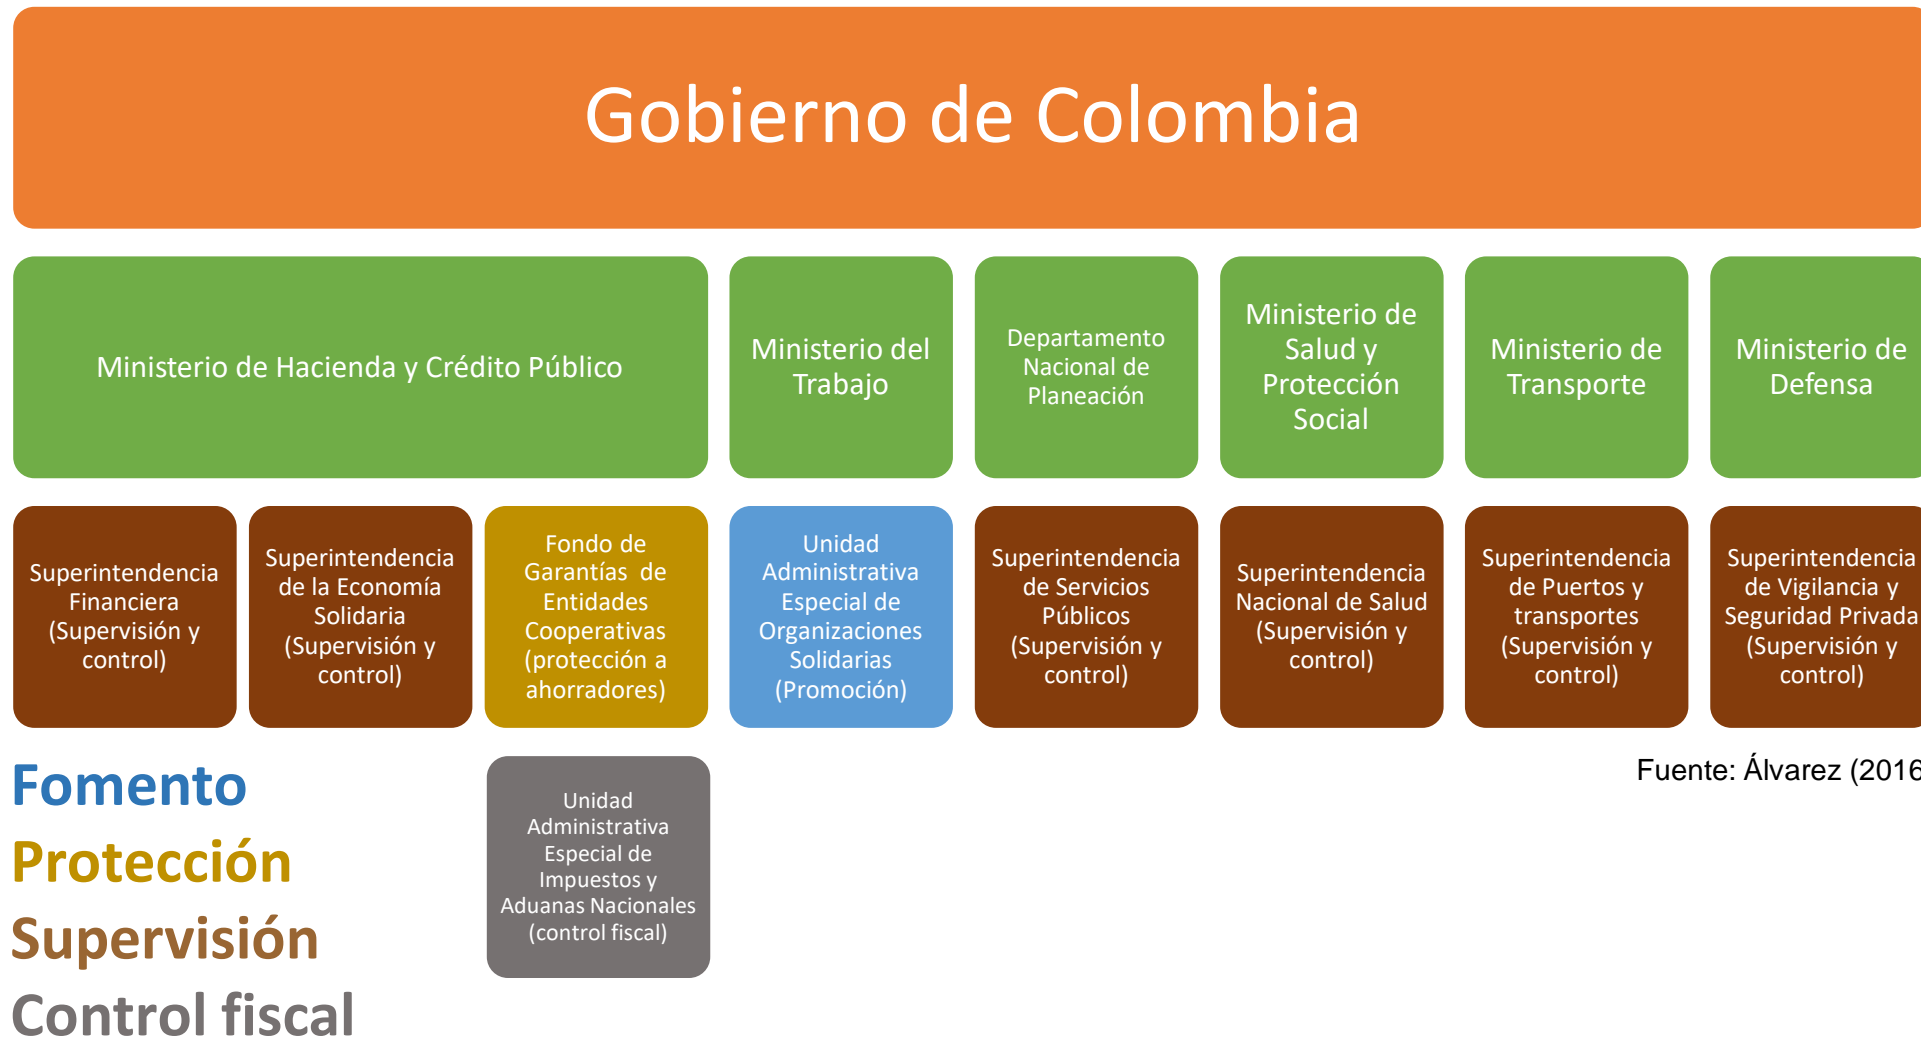 Gobierno de Colombia
Ministerio de Hacienda y Crédito Público
Ministerio del
Trabajo
Departamento
Nacional de
Planeación
Ministerio de
Salud y
Protección
Social
Ministerio de
Transporte
Ministerio de
Defensa
Superintendencia
Financiera
(Supervisión y
control)
Superintendencia
de la Economía
Solidaria
(Supervisión y
control)
Fondo de
Garantías de
Entidades
Cooperativas
(protección a
ahorradores)
Unidad
Administrativa
Especial de
Organizaciones
Solidarias
(Promoción)
Superintendencia
de Servicios
Públicos
(Supervisión y
control)
Superintendencia
Nacional de Salud
(Supervisión y
control)
Superintendencia
de Puertos y
transportes
(Supervisión y
control)
Superintendencia
de Vigilancia y
Seguridad Privada
(Supervisión y
control)
Unidad
Administrativa
Especial de
Impuestos y
Aduanas Nacionales
(control fiscal)
Fuente: Álvarez (2016
Fomento
Protección
Supervisión
Control fiscal